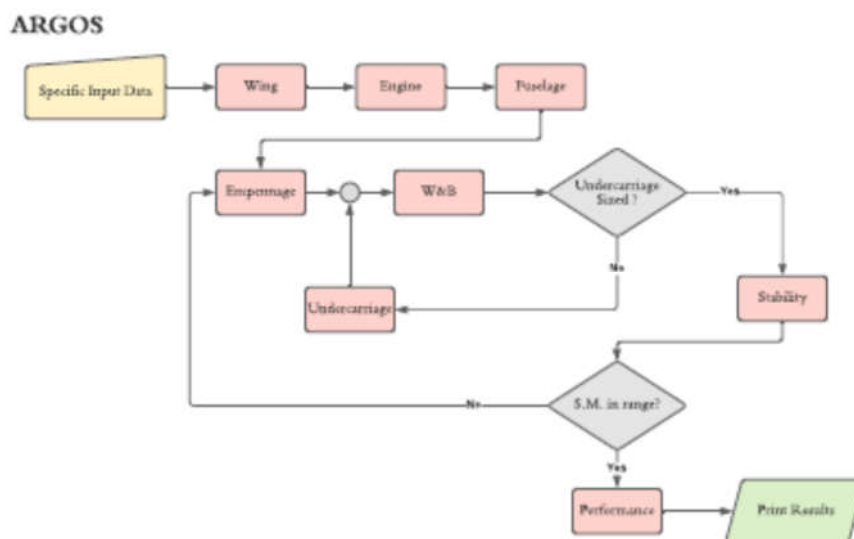 ARGOS
Specific Input Data
Wing
Engine
Fuselage
Empennage
W&B
Undercarriage
Sized ?
Yes
No
Undercarriage
Stability
S.M. in range?
No
Yes
Performance
Print Results